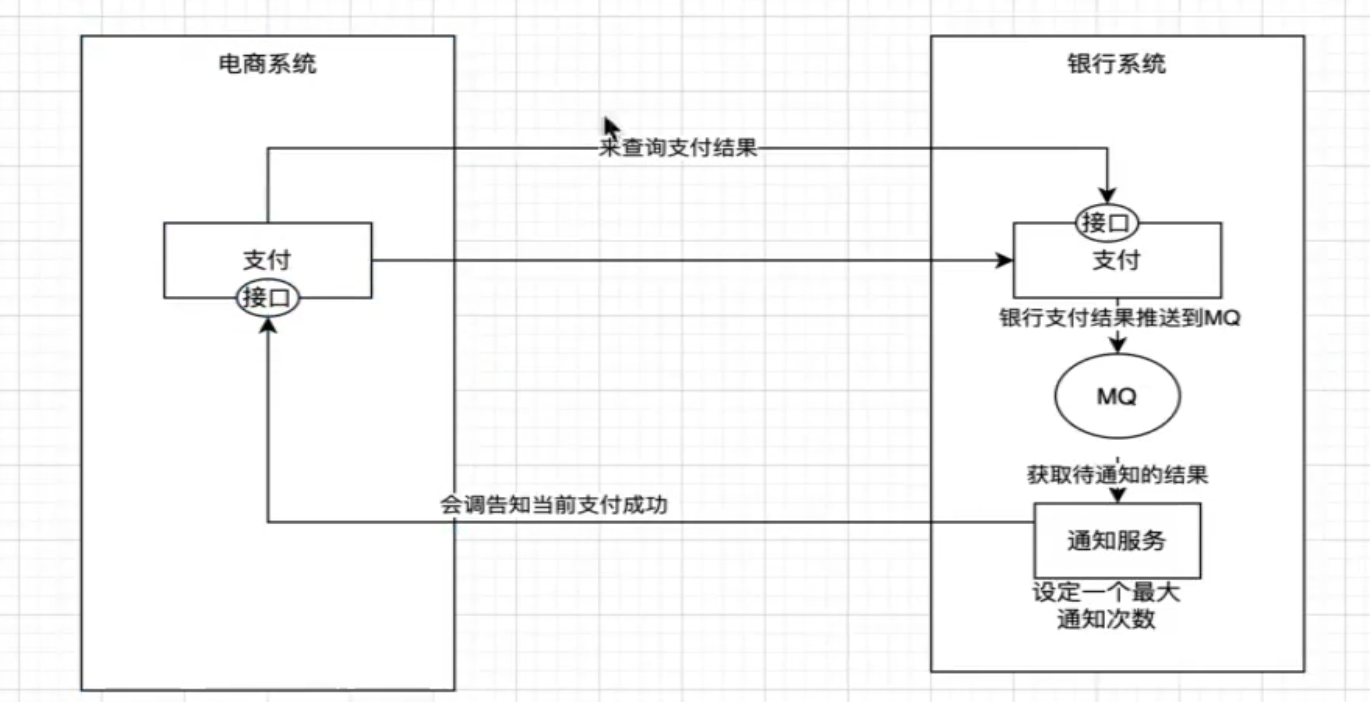 电商系统
银行系统
来查询支付结果
接口
支付
支付
接口
银行支付结果推送到MQ
MQ
获取待通知的结果
会调告知当前支付成功
通知服务
设定一个最大
通知次数